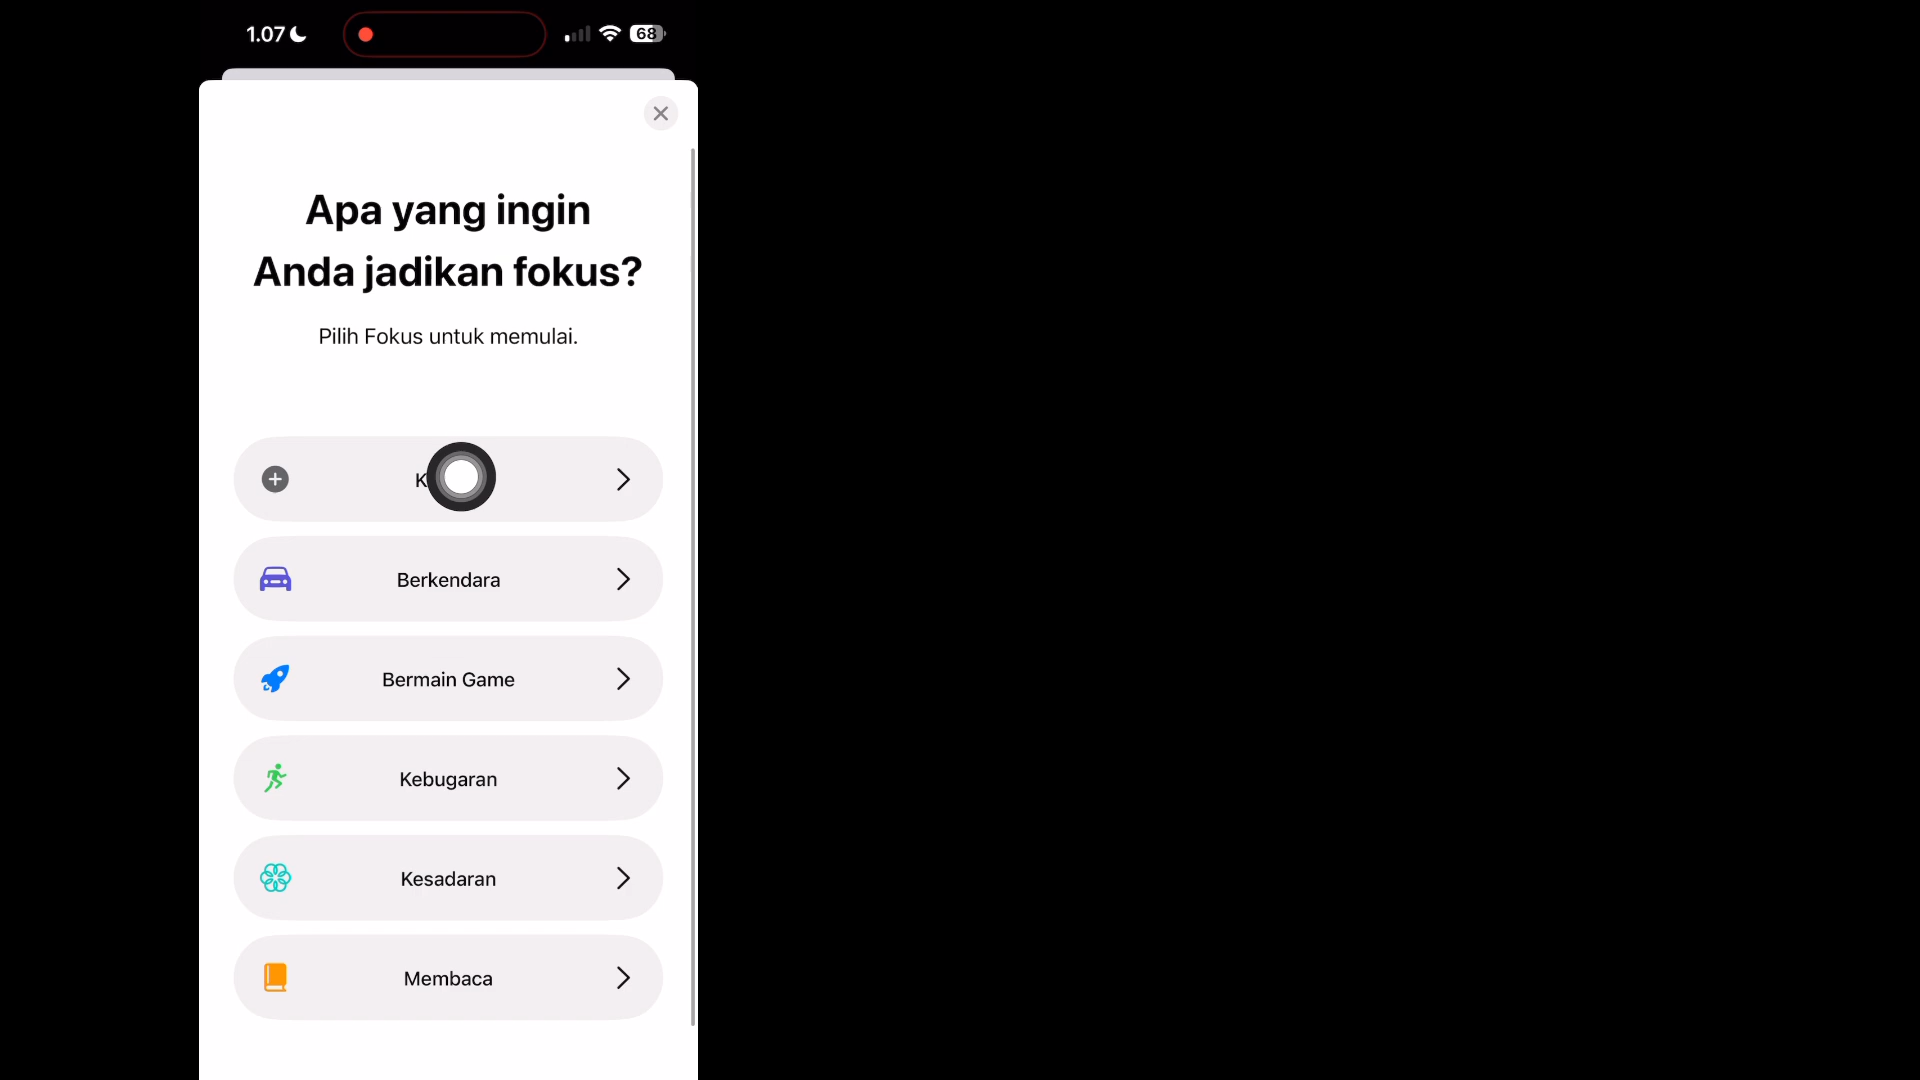 1.07
68
Apa yang ingin
Anda jadikan fokus?
Pilih Fokus untuk memulai.
Berkendara
Bermain Game
Kebugaran
Kesadaran
Membaca